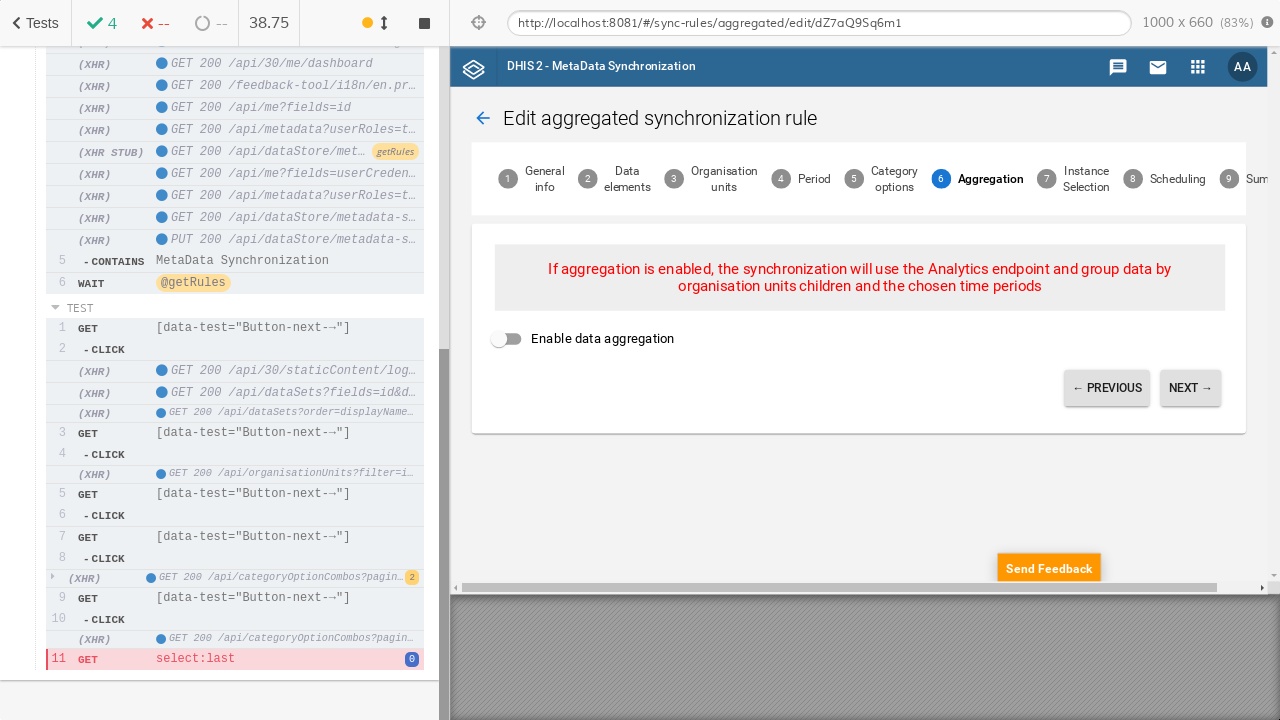 Tests 4 -- -- 38.75 http://localhost:8081/#/sync-rules/aggregated/edit/dZ7aQ9Sq6m1 1000 x 660 (83%)
(XHR) GET 200 /api/30/me/dashboard
(XHR) GET 200 /feedback-tool/i18n/en.pr…
(XHR) GET 200 /api/me?fields=id
(XHR) GET 200 /api/metadata?userRoles=t…
(XHR STUB) GET 200 /api/dataStore/met… getRules
(XHR) GET 200 /api/me?fields=userCreden…
(XHR) GET 200 /api/metadata?userRoles=t…
(XHR) GET 200 /api/dataStore/metadata-s…
(XHR) PUT 200 /api/dataStore/metadata-s…
5 -CONTAINS MetaData Synchronization
6 WAIT @getRules
TEST
1 GET [data-test="Button-next-→"]
2 -CLICK
(XHR) GET 200 /api/30/staticContent/log…
(XHR) GET 200 /api/dataSets?fields=id&d…
(XHR) GET 200 /api/dataSets?order=displayName…
3 GET [data-test="Button-next-→"]
4 -CLICK
(XHR) GET 200 /api/organisationUnits?filter=i…
5 GET [data-test="Button-next-→"]
6 -CLICK
7 GET [data-test="Button-next-→"]
8 -CLICK
(XHR) GET 200 /api/categoryOptionCombos?pagin… 2
9 GET [data-test="Button-next-→"]
10 -CLICK
(XHR) GET 200 /api/categoryOptionCombos?pagin…
11 GET select:last 0
DHIS 2 - MetaData Synchronization AA
← Edit aggregated synchronization rule
1 General info
2 Data elements
3 Organisation units
4 Period
5 Category options
6 Aggregation
7 Instance Selection
8 Scheduling
9 Sum
If aggregation is enabled, the synchronization will use the Analytics endpoint and group data by
organisation units children and the chosen time periods
Enable data aggregation
← PREVIOUS NEXT →
Send Feedback